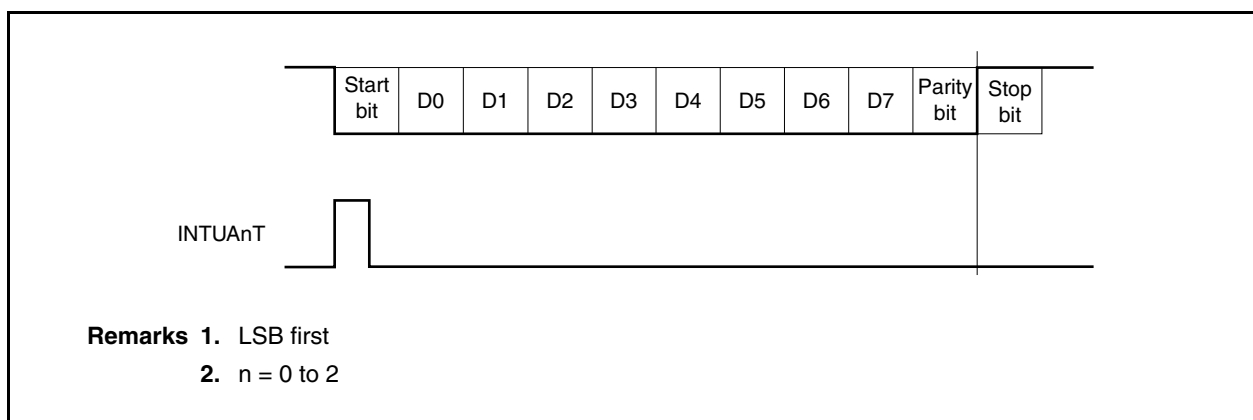 Start bit D0 D1 D2 D3 D4 D5 D6 D7 Parity bit Stop bit
INTUAnT
Remarks 1. LSB first
2. n = 0 to 2